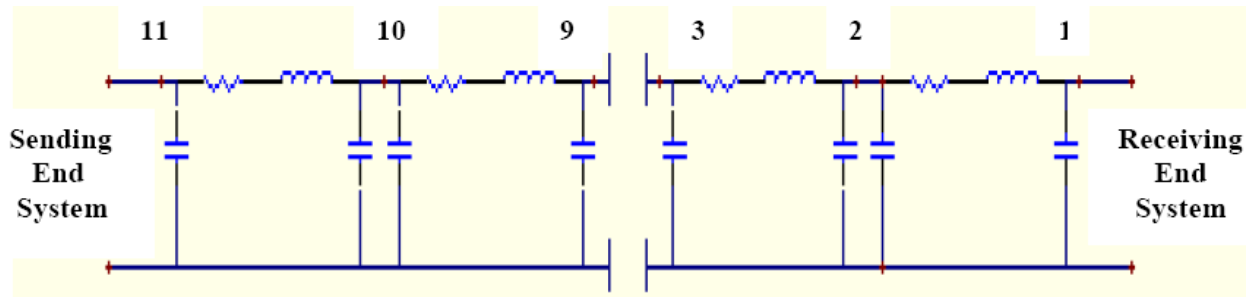 11 10 9 3 2 1
Sending
End
System
Receiving
End
System